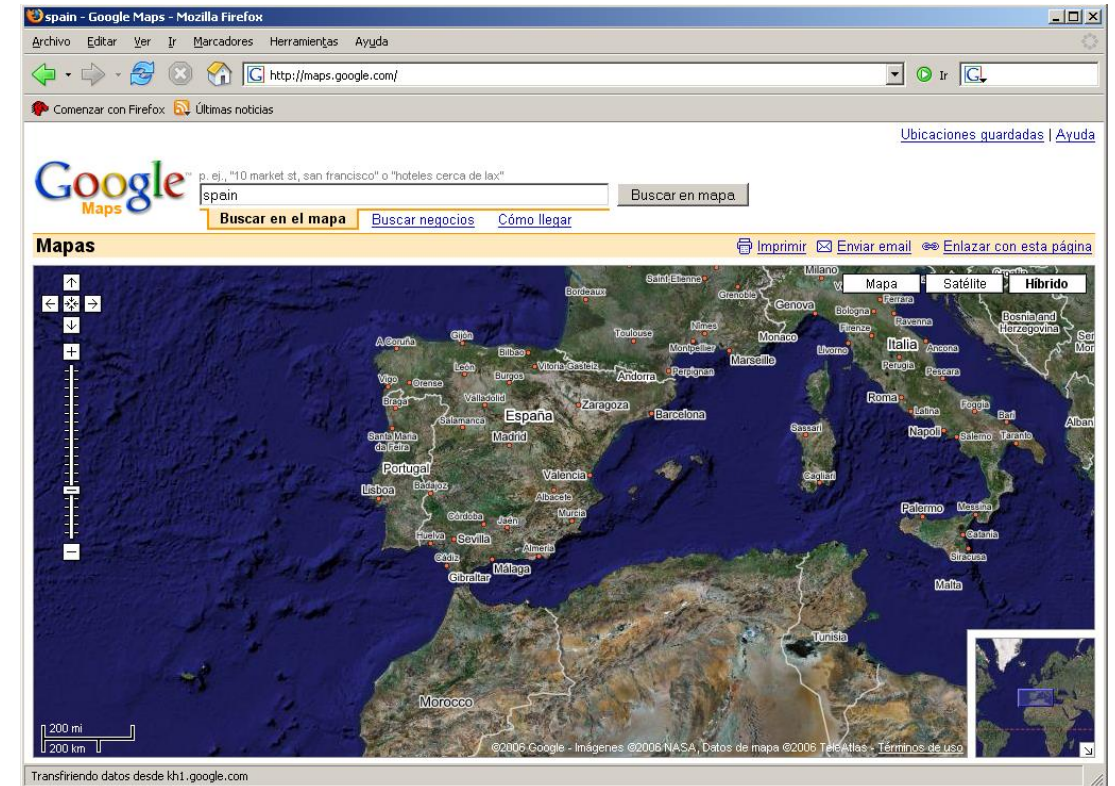 spain - Google Maps - Mozilla Firefox
Archivo Editar Ver Ir Marcadores Herramientas Ayuda
http://maps.google.com/ Ir
Comenzar con Firefox Últimas noticias
Ubicaciones guardadas | Ayuda
Google™ Maps
p. ej., "10 market st, san francisco" o "hoteles cerca de lax"
spain Buscar en mapa
Buscar en el mapa Buscar negocios Cómo llegar
Mapas Imprimir Enviar email Enlazar con esta página
Mapa Satélite Híbrido
Milano
Saint-Etienne
Grenoble
Bordeaux
Genova
Ferrara
Bologna
Ravenna
Bosnia and
Herzegovina
Firenze
Toulouse
Nimes
Monaco
Montpellier
Marseille
Livorno
Italia
Ancona
Ser
Mor
A Coruña
Gijón
Bilbao
Vitoria-Gasteiz
León
Burgos
Andorra
Perpignan
Perugia
Pescara
Vigo
Orense
Braga
Valladolid
Zaragoza
Barcelona
Roma
Latina
Foggia
Bari
Alban
Salamanca
España
Madrid
Santa Maria
da Feira
Sassari
Napoli
Salerno
Taranto
Portugal
Valencia
Cagliari
Lisboa
Badajoz
Albacete
Murcia
Córdoba
Jaén
Palermo
Messina
Huelva
Sevilla
Almeria
Catania
Cádiz
Málaga
Gibraltar
Siracusa
Malta
Tunisia
Morocco
200 mi
200 km
©2006 Google - Imágenes ©2006 NASA, Datos de mapa ©2006 TeleAtlas - Términos de uso
Transfiriendo datos desde kh1.google.com